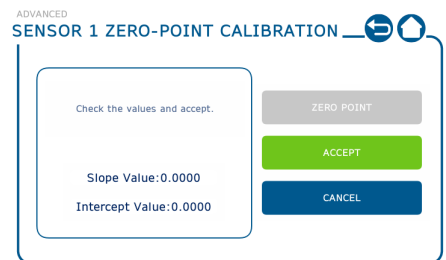 ADVANCED
SENSOR 1 ZERO-POINT CALIBRATION
Check the values and accept.
Slope Value:0.0000
Intercept Value:0.0000
ZERO POINT
ACCEPT
CANCEL